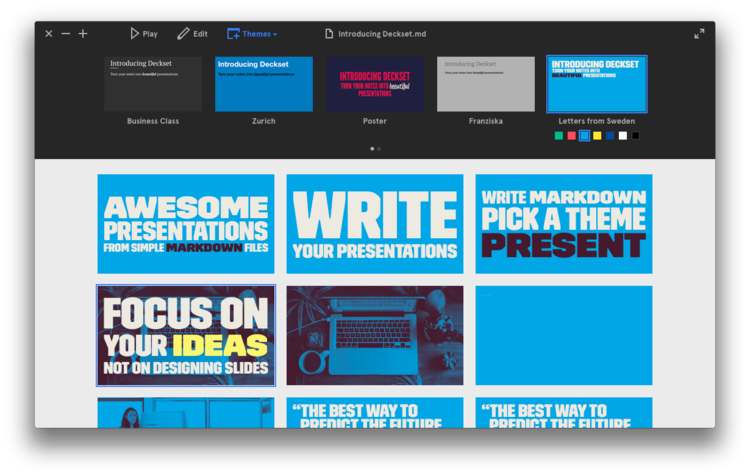 Play
Edit
Themes
Introducing Deckset.md
Introducing Deckset
Turn your notes into beautiful presentations
Introducing Deckset
Turn your notes into beautiful presentations
INTRODUCING DECKSET
TURN YOUR NOTES INTO beautiful
PRESENTATIONS
Introducing Deckset
Turn your notes into beautiful presentations
INTRODUCING DECKSET
TURN YOUR NOTES INTO
BEAUTIFUL PRESENTATIONS
Business Class
Zurich
Poster
Franziska
Letters from Sweden
AWESOME
PRESENTATIONS
FROM SIMPLE MARKDOWN FILES
WRITE
YOUR PRESENTATIONS
WRITE MARKDOWN
PICK A THEME
PRESENT
FOCUS ON
YOUR IDEAS
NOT ON DESIGNING SLIDES
“THE BEST WAY TO
PREDICT THE FUTURE
“THE BEST WAY TO
PREDICT THE FUTURE